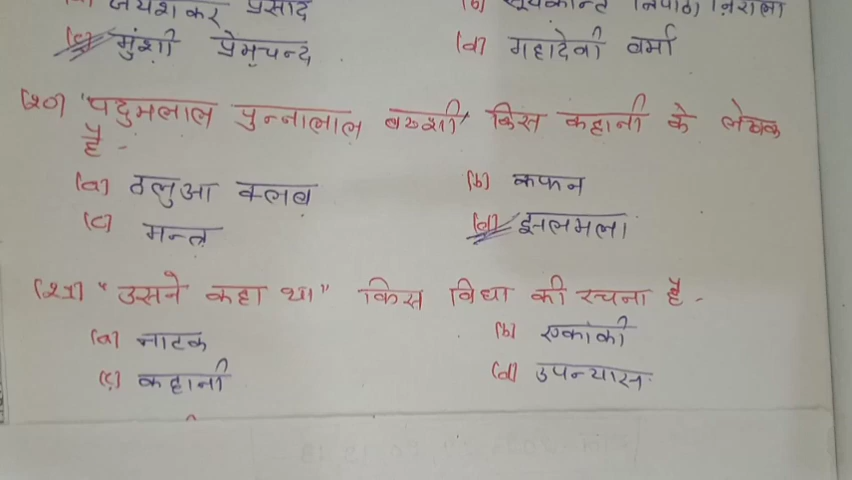 जयशंकर प्रसाद (b) सूर्यकान्त त्रिपाठी निराला
(c) मुंशी प्रेमचन्द (d) महादेवी वर्मा
(20) 'पदुमलाल पुन्नालाल बख्शी' किस कहानी के लेखक
है -
(a) ठलुआ क्लब (b) कफन
(c) मन्त्र (d) झलमला
(21) "उसने कहा था" किस विधा की रचना है -
(a) नाटक (b) एकांकी
(c) कहानी (d) उपन्यास